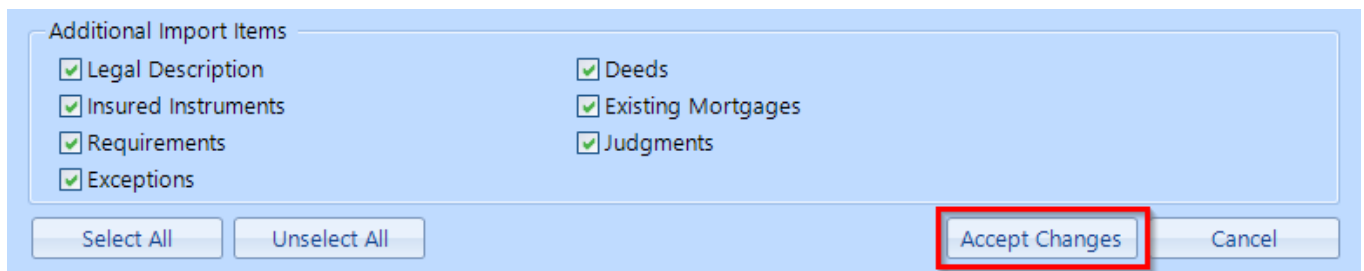 Additional Import Items
Legal Description
Deeds
Insured Instruments
Existing Mortgages
Requirements
Judgments
Exceptions
Select All
Unselect All
Accept Changes
Cancel